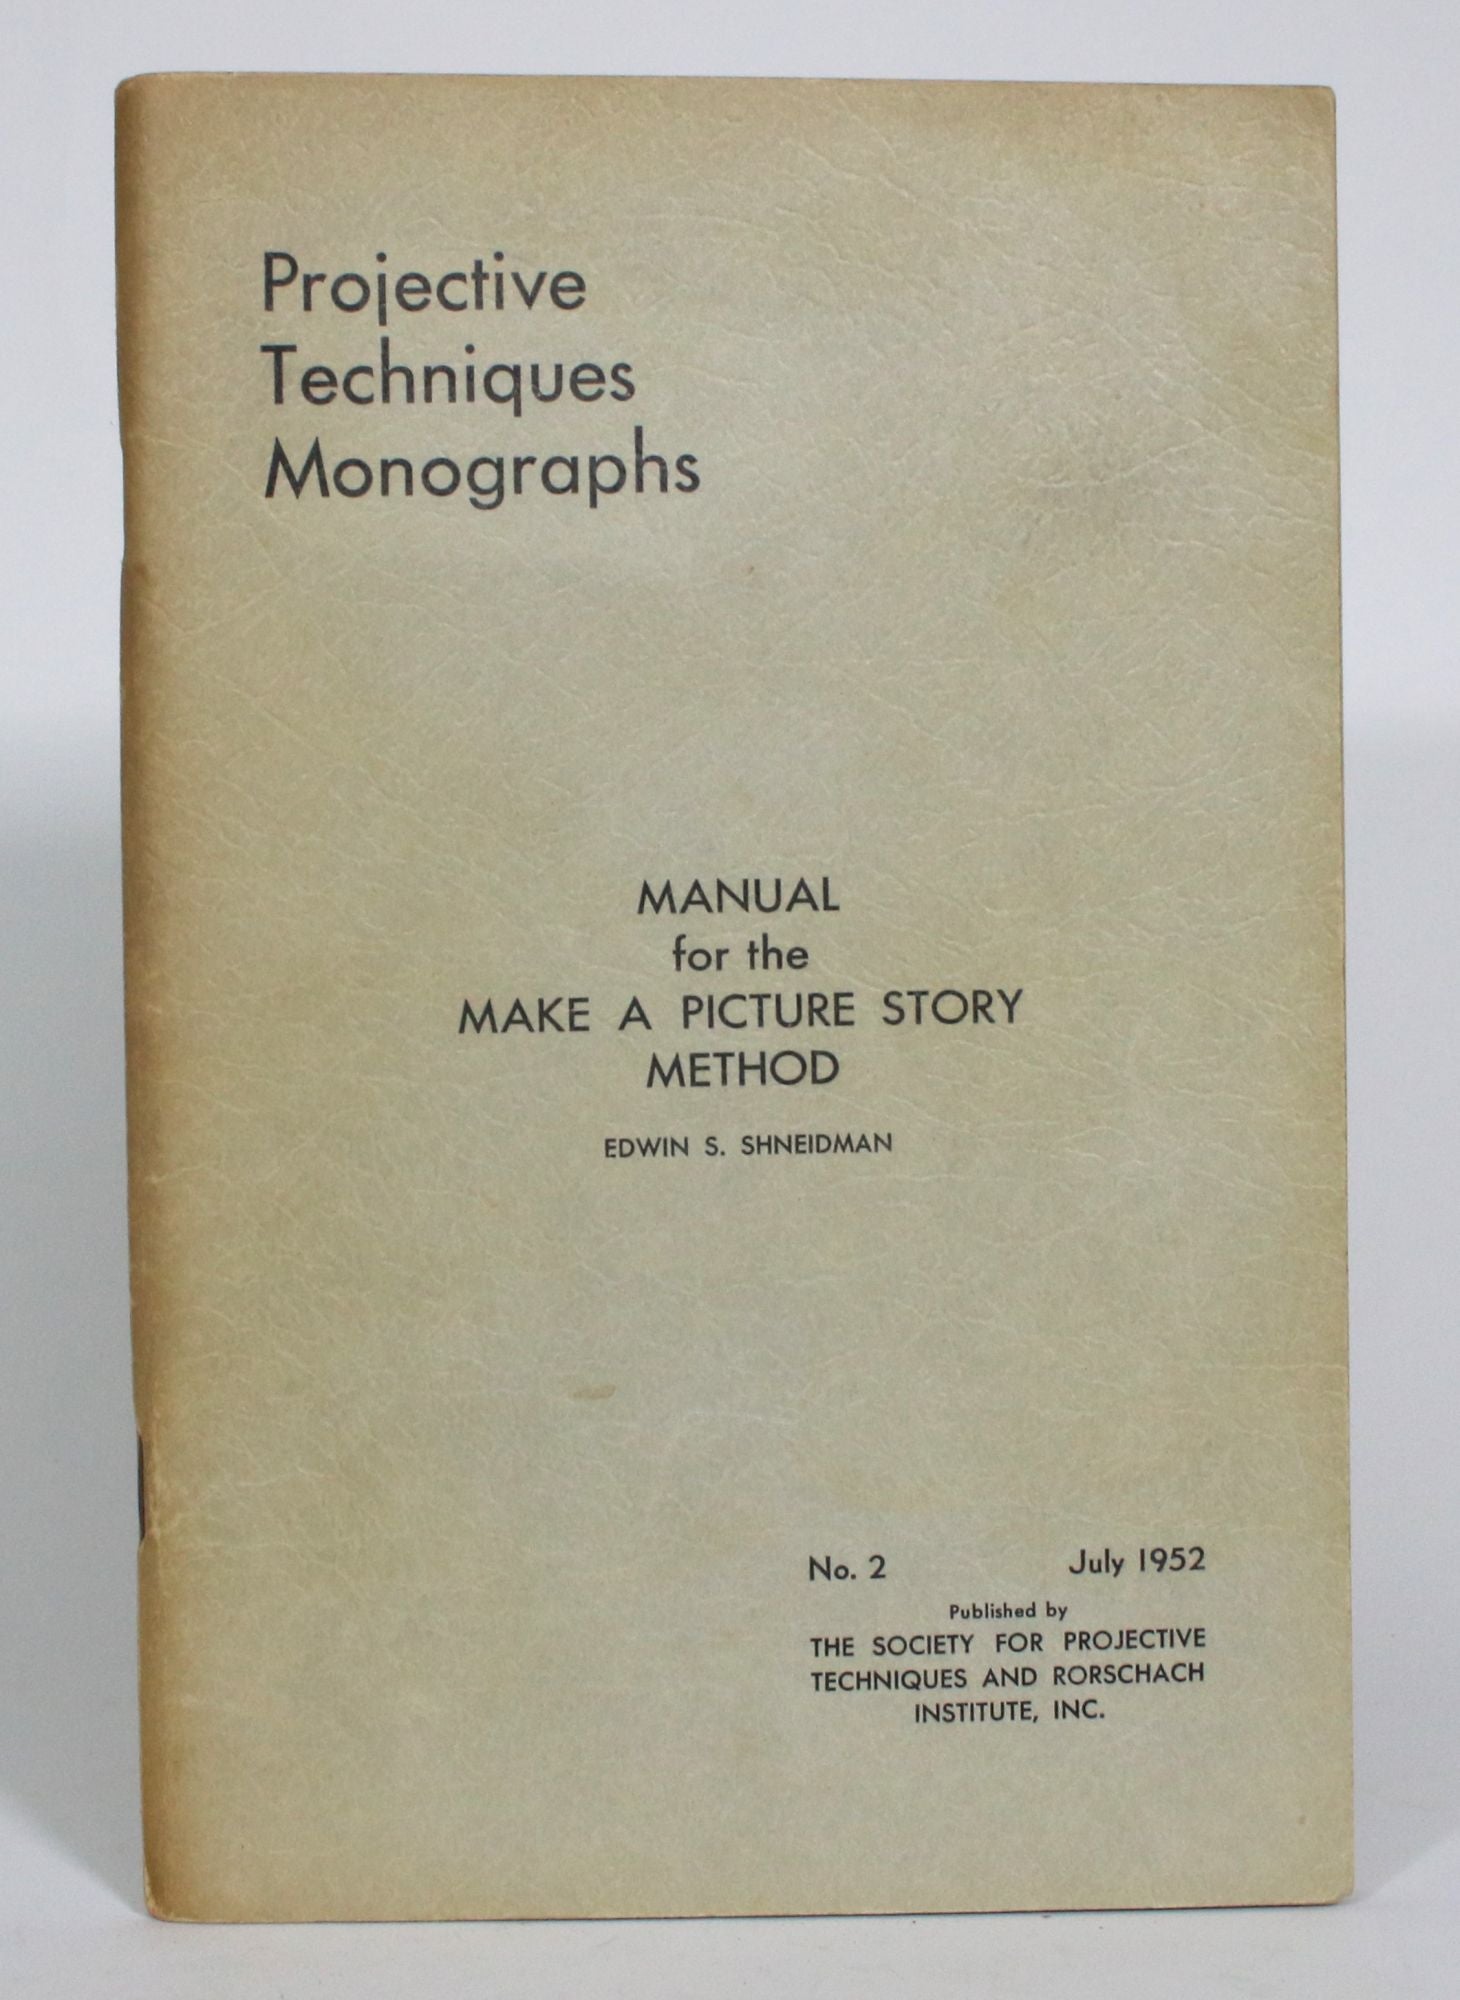 Projective
Techniques
Monographs
MANUAL
for the
MAKE A PICTURE STORY
METHOD
EDWIN S. SHNEIDMAN
No. 2 July 1952
Published by
THE SOCIETY FOR PROJECTIVE
TECHNIQUES AND RORSCHACH
INSTITUTE, INC.